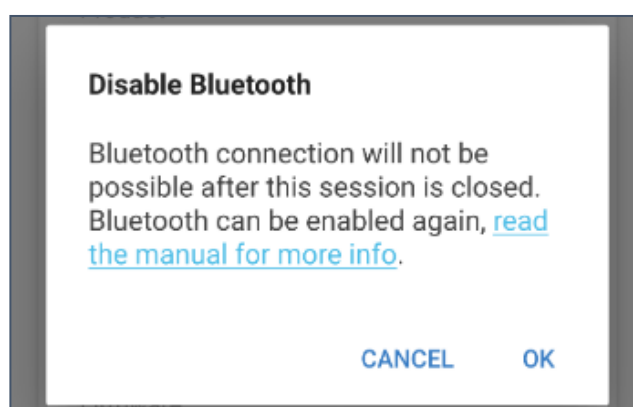 Disable Bluetooth
Bluetooth connection will not be
possible after this session is closed.
Bluetooth can be enabled again, read
the manual for more info.
CANCEL OK